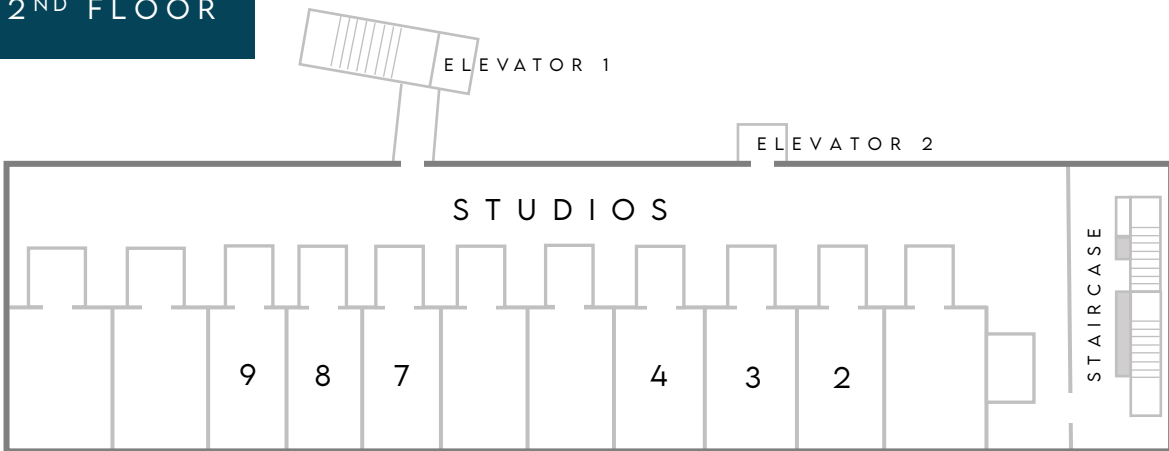 2ND FLOOR
ELEVATOR 1
ELEVATOR 2
STUDIOS
STAIRCASE
9 8 7 4 3 2